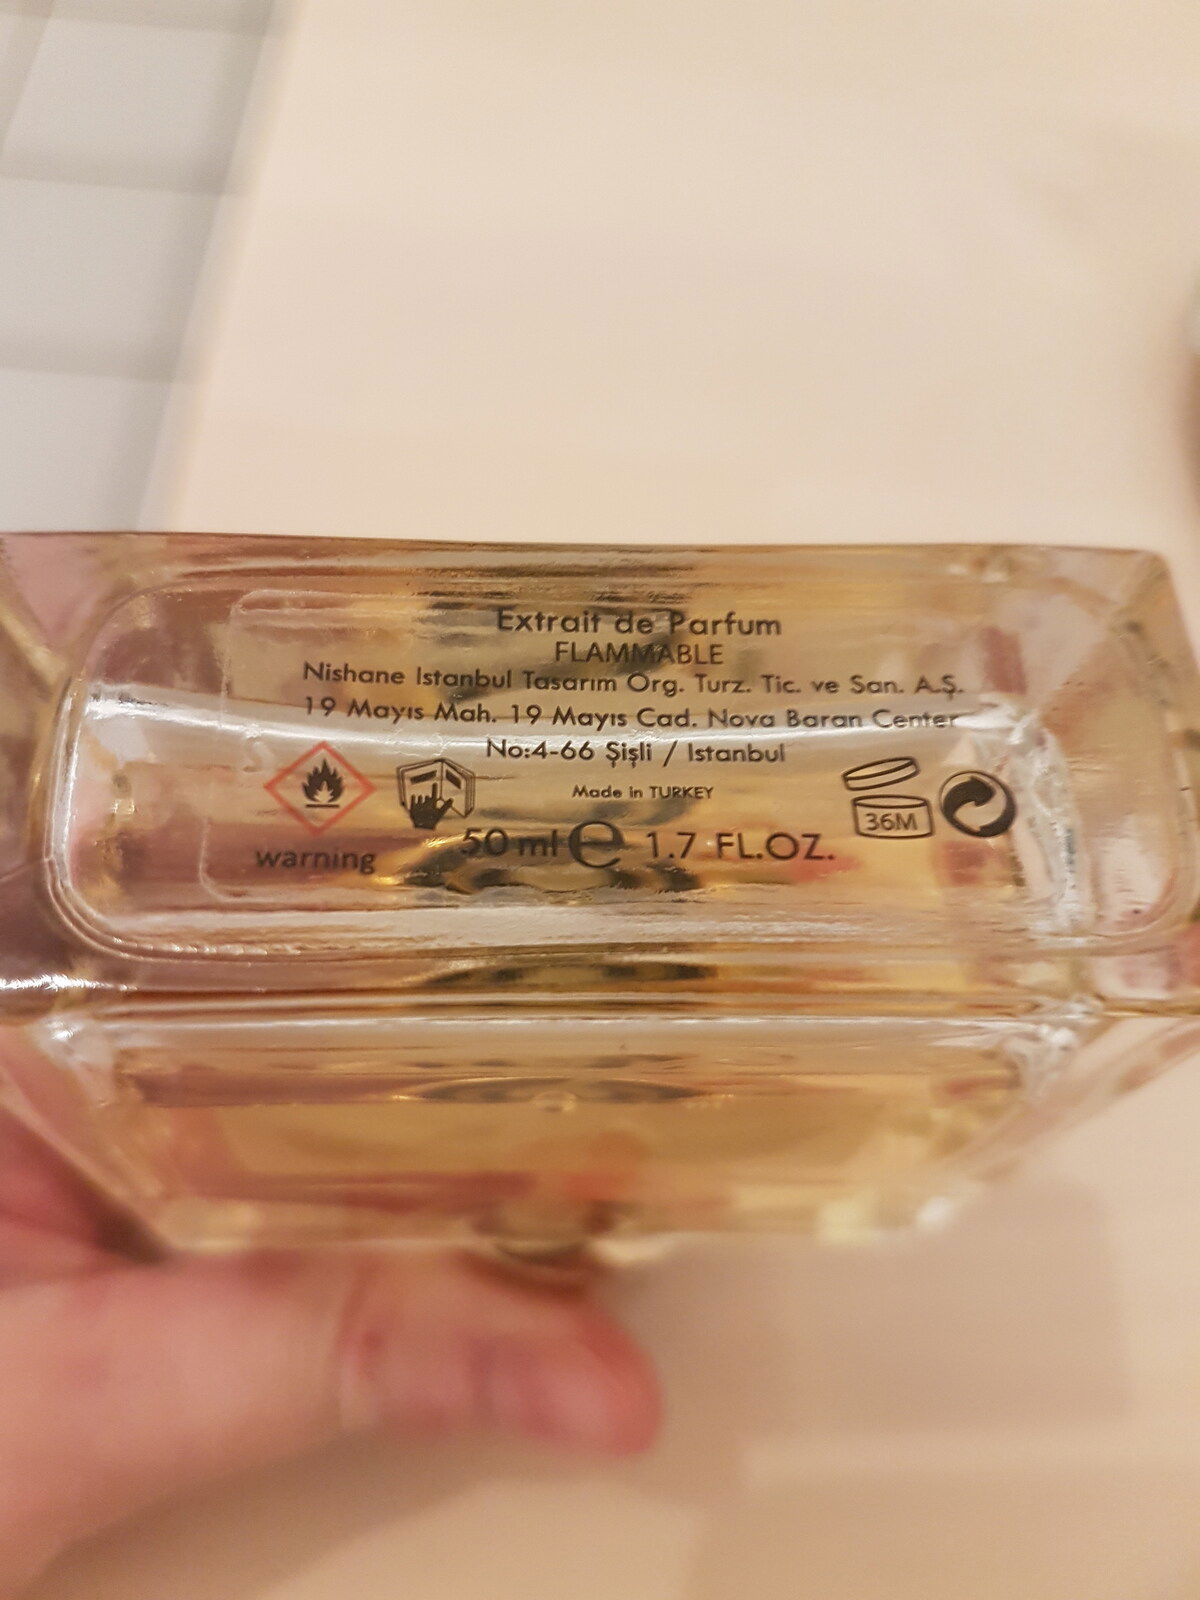 Extrait de Parfum
FLAMMABLE
Nishane Istanbul Tasarım Org. Turz. Tic. ve San. A.Ş.
19 Mayıs Mah. 19 Mayıs Cad. Nova Baran Center
No:4-66 Şişli / Istanbul
Made in TURKEY
36M
50 ml e 1.7 FL.OZ.
warning